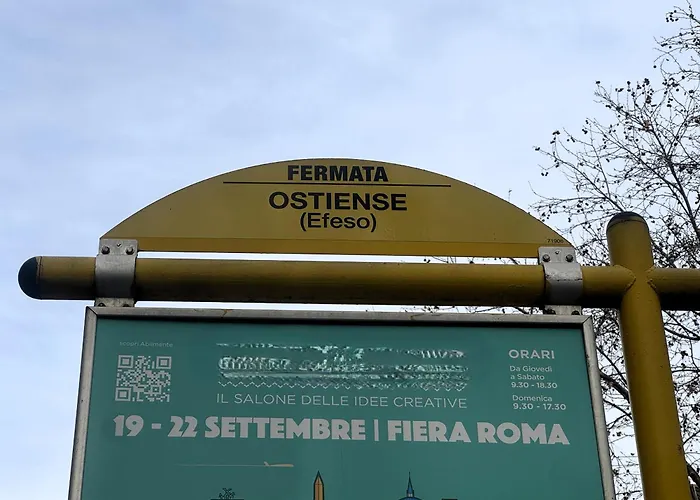 FERMATA
OSTIENSE
(Efeso)
IL SALONE DELLE IDEE CREATIVE
19 - 22 SETTEMBRE | FIERA ROMA
ORARI
Da Giovedì
a Sabato
9.30 - 18.30
Domenica
9.30 - 17.30